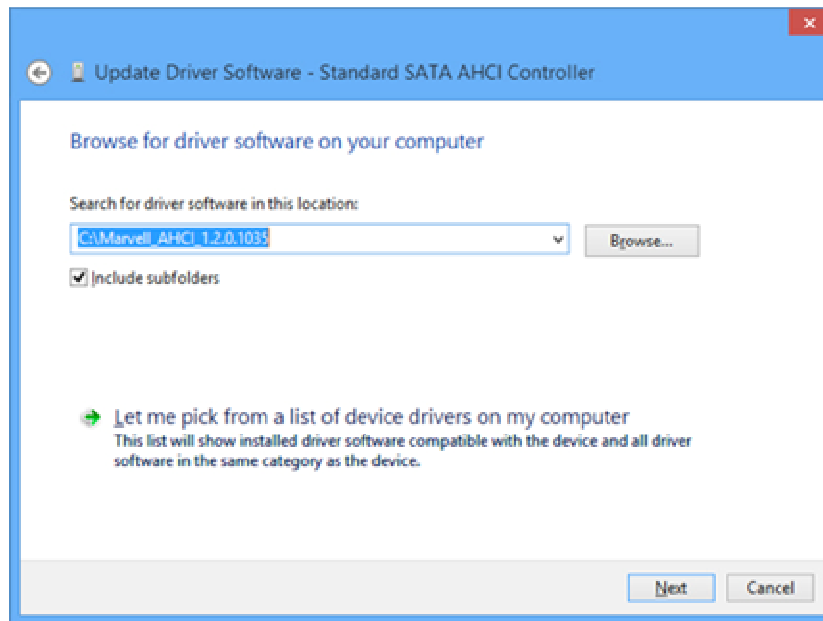 Update Driver Software - Standard SATA AHCI Controller
Browse for driver software on your computer
Search for driver software in this location:
C:\Marvell_AHCI_1.2.0.1035
Browse...
Include subfolders
Let me pick from a list of device drivers on my computer
This list will show installed driver software compatible with the device and all driver
software in the same category as the device.
Next
Cancel